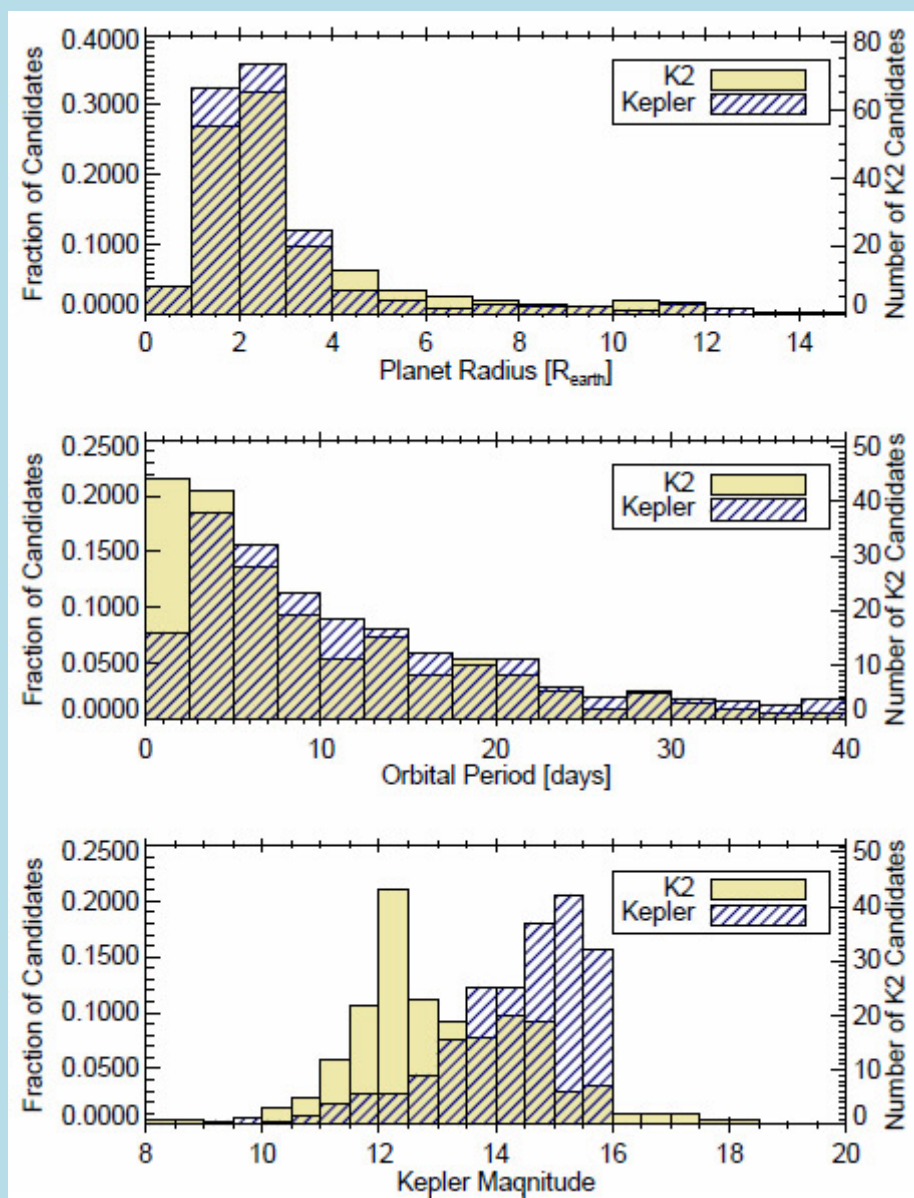 Fraction of Candidates
0.4000
0.3000
0.2000
0.1000
0.0000
K2
Kepler
80
60
40
20
0
Number of K2 Candidates
0 2 4 6 8 10 12 14
Planet Radius [Rearth]
Fraction of Candidates
0.2500
0.2000
0.1500
0.1000
0.0500
0.0000
K2
Kepler
50
40
30
20
10
0
Number of K2 Candidates
0 10 20 30 40
Orbital Period [days]
Fraction of Candidates
0.2500
0.2000
0.1500
0.1000
0.0500
0.0000
K2
Kepler
50
40
30
20
10
0
Number of K2 Candidates
8 10 12 14 16 18 20
Kepler Maqnitude